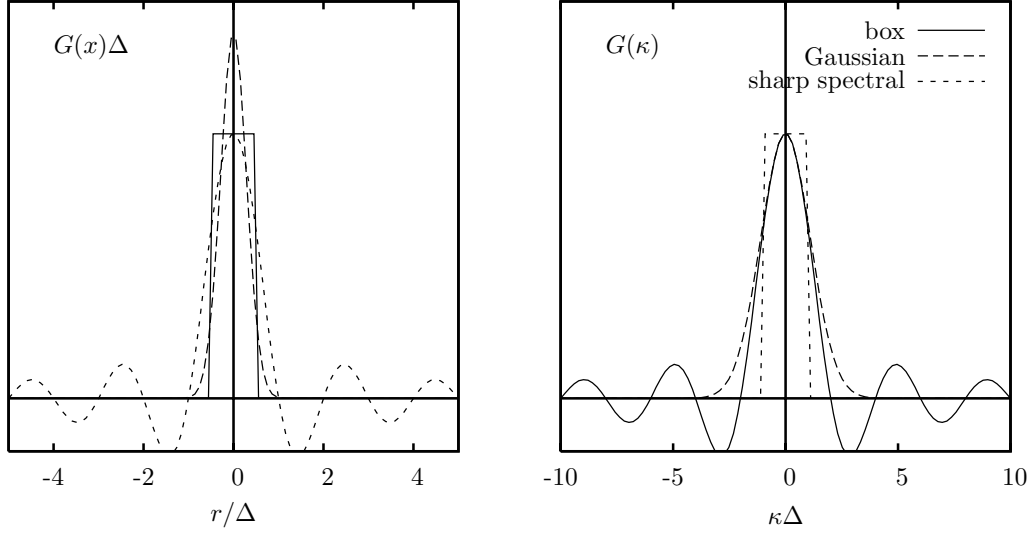 G(x)Δ
-4 -2 0 2 4
r/Δ
G(κ)
box
Gaussian
sharp spectral
-10 -5 0 5 10
κΔ